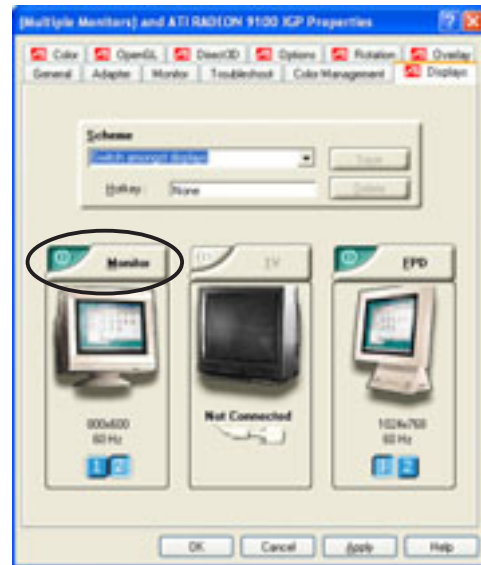 (Multiple Monitors) and ATI RADEON 9100 IGP Properties
Color OpenGL Direct3D Options Rotation Overlay
General Adapter Monitor Troubleshoot Color Management Displays
Scheme
Switch amongst displays Save
Hotkey: None Delete
Monitor TV FPD
Not Connected
800x600 1024x768
60 Hz 60 Hz
1 2 1 2
OK Cancel Apply Help